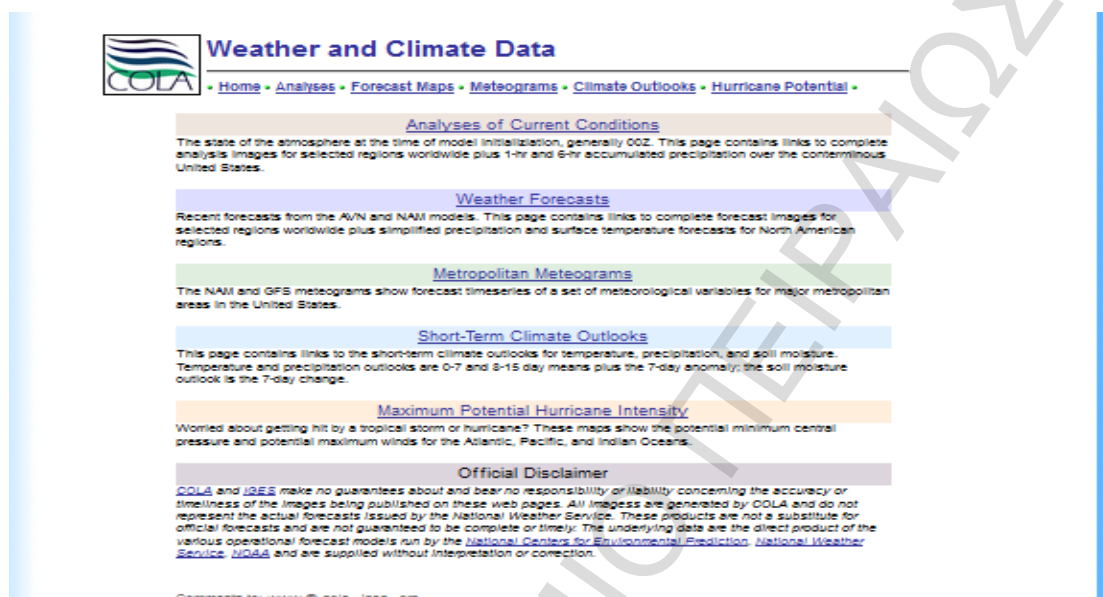 COLA
Weather and Climate Data
• Home • Analyses • Forecast Maps • Meteograms • Climate Outlooks • Hurricane Potential •
Analyses of Current Conditions
The state of the atmosphere at the time of model initialization, generally 00Z. This page contains links to complete
analysis images for selected regions worldwide plus 1-hr and 6-hr accumulated precipitation over the conterminous
United States.
Weather Forecasts
Recent forecasts from the AVN and NAM models. This page contains links to complete forecast images for
selected regions worldwide plus simplified precipitation and surface temperature forecasts for North American
regions.
Metropolitan Meteograms
The NAM and GFS meteograms show forecast timeseries of a set of meteorological variables for major metropolitan
areas in the United States.
Short-Term Climate Outlooks
This page contains links to the short-term climate outlooks for temperature, precipitation, and soil moisture.
Temperature and precipitation outlooks are 0-7 and 8-15 day means plus the 7-day anomaly; the soil moisture
outlook is the 7-day change.
Maximum Potential Hurricane Intensity
Worried about getting hit by a tropical storm or hurricane? These maps show the potential minimum central
pressure and potential maximum winds for the Atlantic, Pacific, and Indian Oceans.
Official Disclaimer
COLA and IGES make no guarantees about and bear no responsibility or liability concerning the accuracy or
timeliness of the images being published on these web pages. All imagess are generated by COLA and do not
represent the actual forecasts issued by the National Weather Service. These products are not a substitute for
official forecasts and are not guaranteed to be complete or timely. The underlying data are the direct product of the
various operational forecast models run by the National Centers for Environmental Prediction, National Weather
Service, NOAA and are supplied without interpretation or correction.
ΠΕΙΡΑΙΩΣ